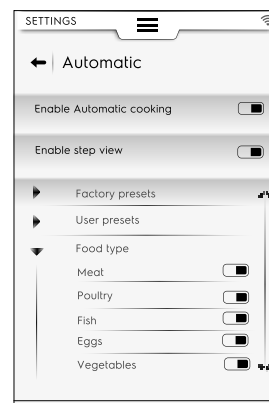 SETTINGS
Automatic
Enable Automatic cooking
Enable step view
Factory presets
User presets
Food type
Meat
Poultry
Fish
Eggs
Vegetables